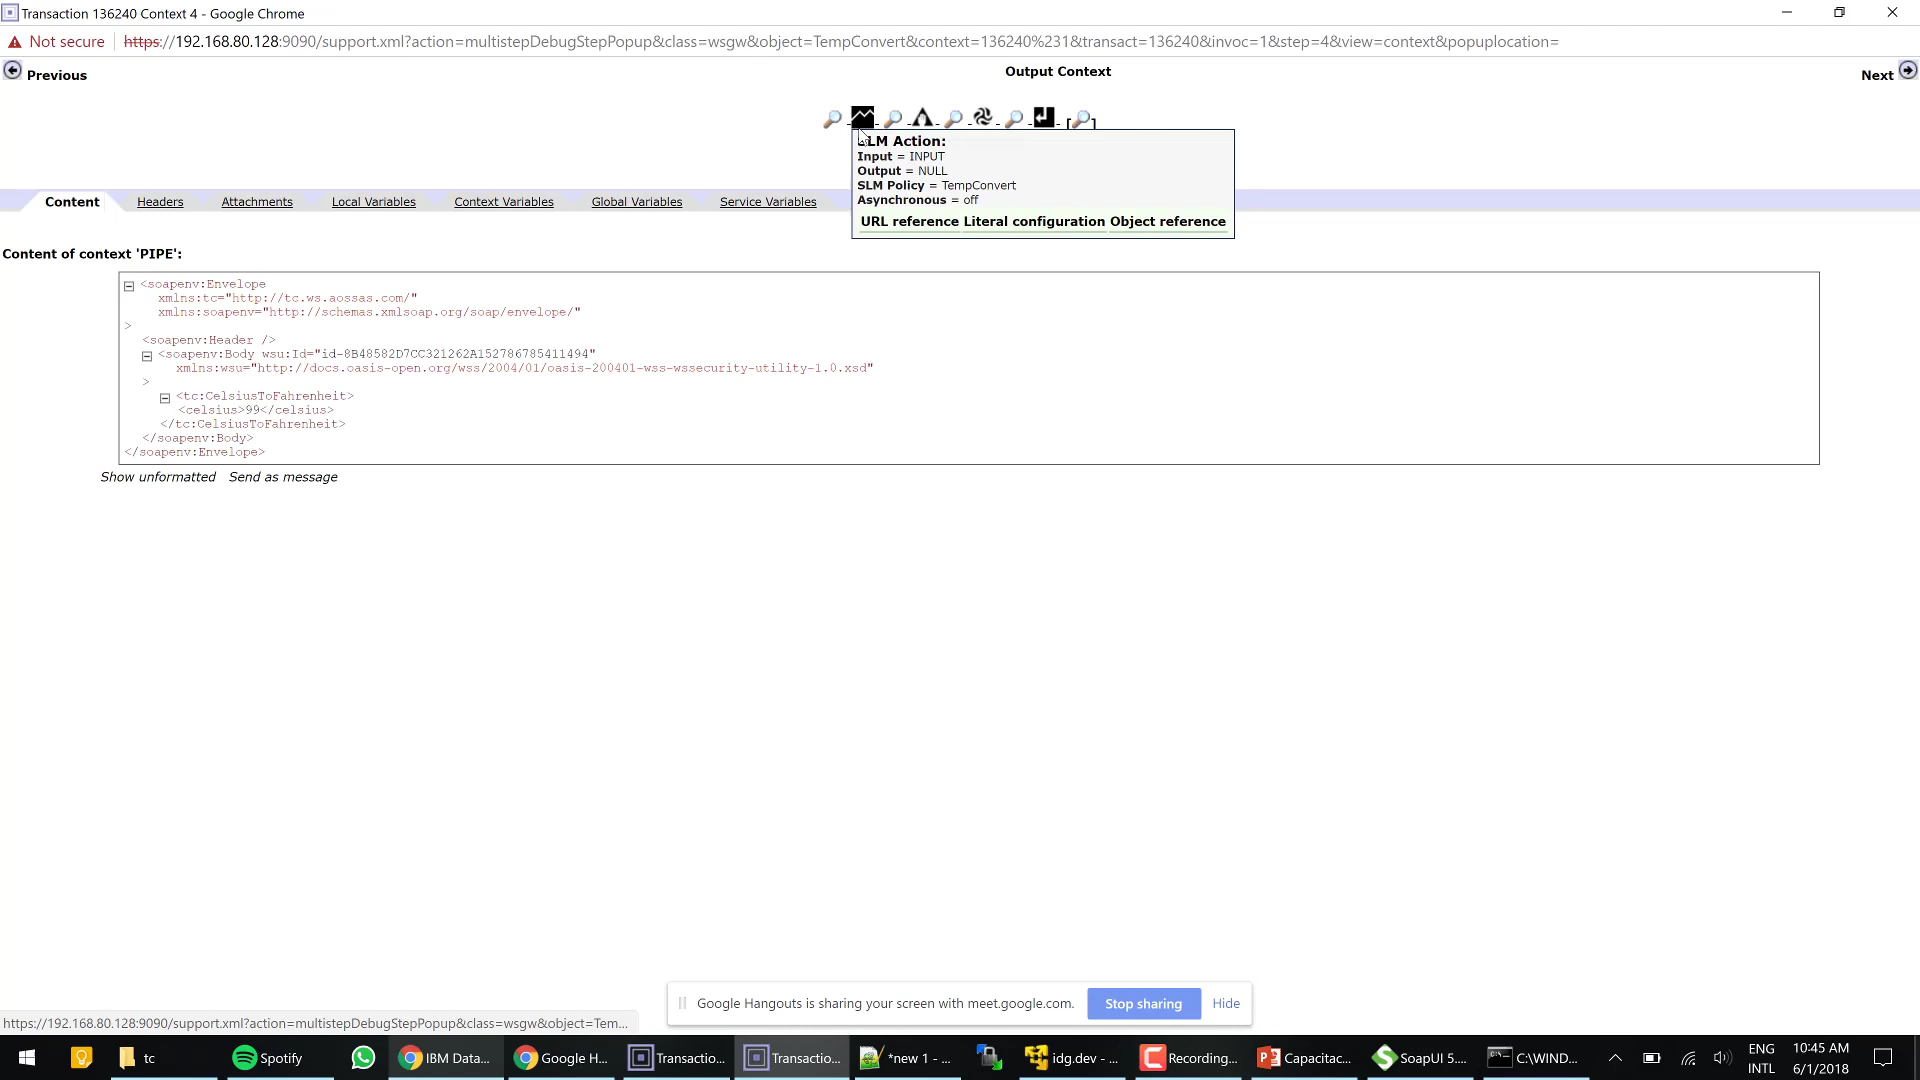 Transaction 136240 Context 4 - Google Chrome
Not secure https://192.168.80.128:9090/support.xml?action=multistepDebugStepPopup&class=wsgw&object=TempConvert&context=136240%231&transact=136240&invoc=1&step=4&view=context&popuplocation=
Previous Output Context Next
[ ]
SLM Action:
Input = INPUT
Output = NULL
SLM Policy = TempConvert
Asynchronous = off
URL reference Literal configuration Object reference
Content Headers Attachments Local Variables Context Variables Global Variables Service Variables
Content of context 'PIPE':
<soapenv:Envelope
xmlns:tc="http://tc.ws.aossas.com/"
xmlns:soapenv="http://schemas.xmlsoap.org/soap/envelope/"
>
<soapenv:Header />
<soapenv:Body wsu:Id="id-8B48582D7CC321262A152786785411494"
xmlns:wsu="http://docs.oasis-open.org/wss/2004/01/oasis-200401-wss-wssecurity-utility-1.0.xsd"
>
<tc:CelsiusToFahrenheit>
<celsius>99</celsius>
</tc:CelsiusToFahrenheit>
</soapenv:Body>
</soapenv:Envelope>
Show unformatted Send as message
Google Hangouts is sharing your screen with meet.google.com. Stop sharing Hide
https://192.168.80.128:9090/support.xml?action=multistepDebugStepPopup&class=wsgw&object=Tem...
tc Spotify IBM Data... Google H... Transactio... Transactio... *new 1 - ... idg.dev - ... Recording... Capacitac... SoapUI 5.... C:\WIND... ENG INTL 10:45 AM 6/1/2018